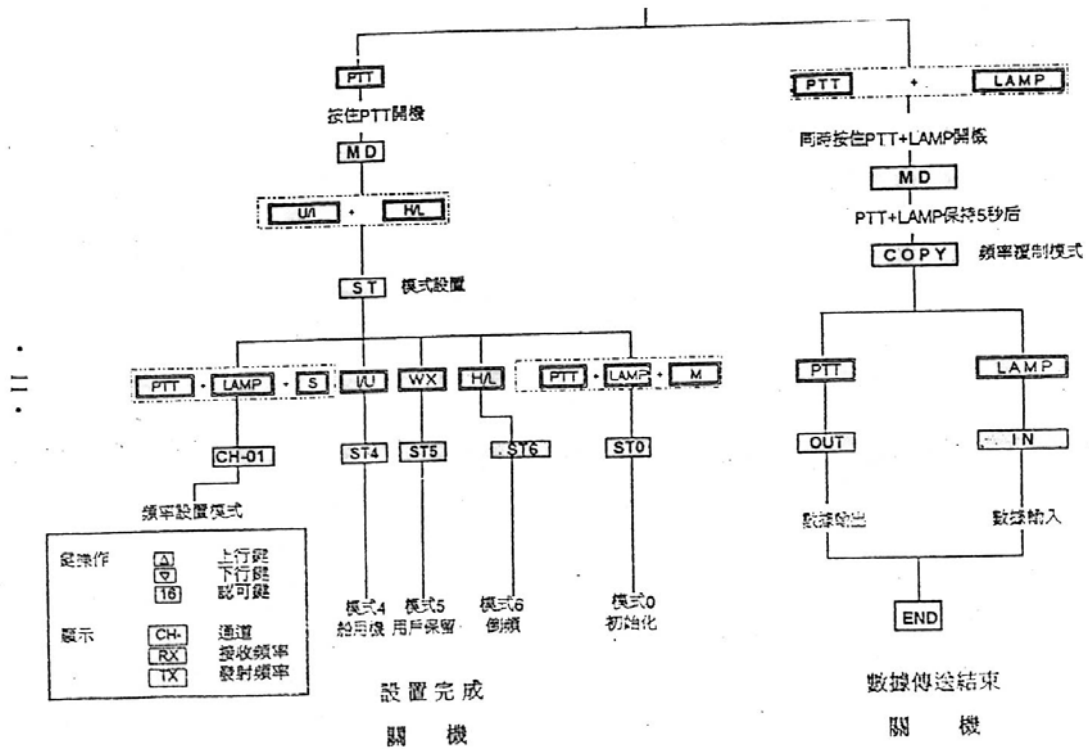 PTT
按住PTT開機
MD
U/I + H/L
ST 模式設置
PTT + LAMP + S
I/U
WX
H/L
PTT + LAMP + M
CH-01
ST4
ST5
ST6
ST0
頻率設置模式
鍵操作
△ 上行鍵
▽ 下行鍵
16 認可鍵
顯示
CH- 通道
RX 接收頻率
TX 發射頻率
模式4
船用機
模式5
用戶保留
模式6
倒頻
模式0
初始化
設置完成
關 機
PTT + LAMP
同時按住PTT+LAMP開機
MD
PTT+LAMP保持5秒后
COPY 頻率複制模式
PTT
LAMP
OUT
IN
數據輸出
數據輸入
END
數據傳送結束
關 機